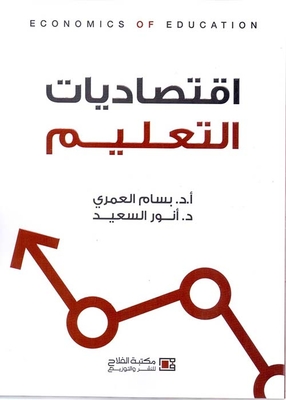 ECONOMICS OF EDUCATION
اقتصاديات
التعليم
أ.د. بسام العمري
د. أنور السعيد
مكتبة الفلاح
للنشر والتوزيع